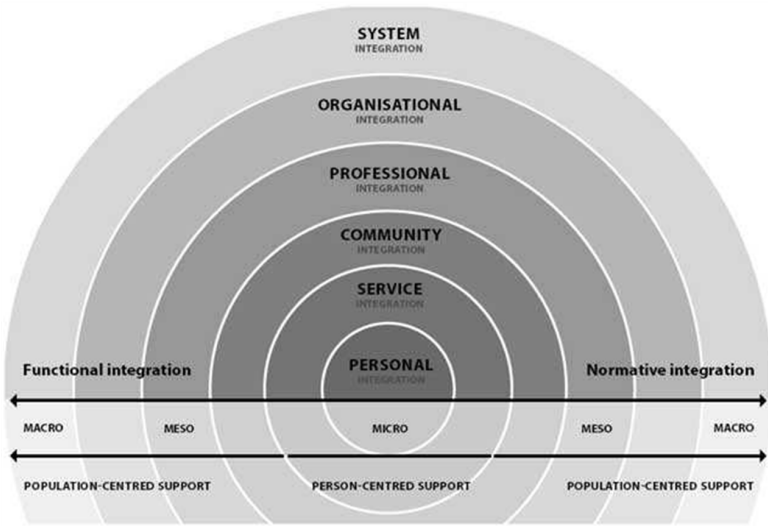 SYSTEM
INTEGRATION
ORGANISATIONAL
INTEGRATION
PROFESSIONAL
INTEGRATION
COMMUNITY
INTEGRATION
SERVICE
INTEGRATION
PERSONAL
INTEGRATION
Functional integration Normative integration
MACRO MESO MICRO MESO MACRO
POPULATION-CENTRED SUPPORT PERSON-CENTRED SUPPORT POPULATION-CENTRED SUPPORT